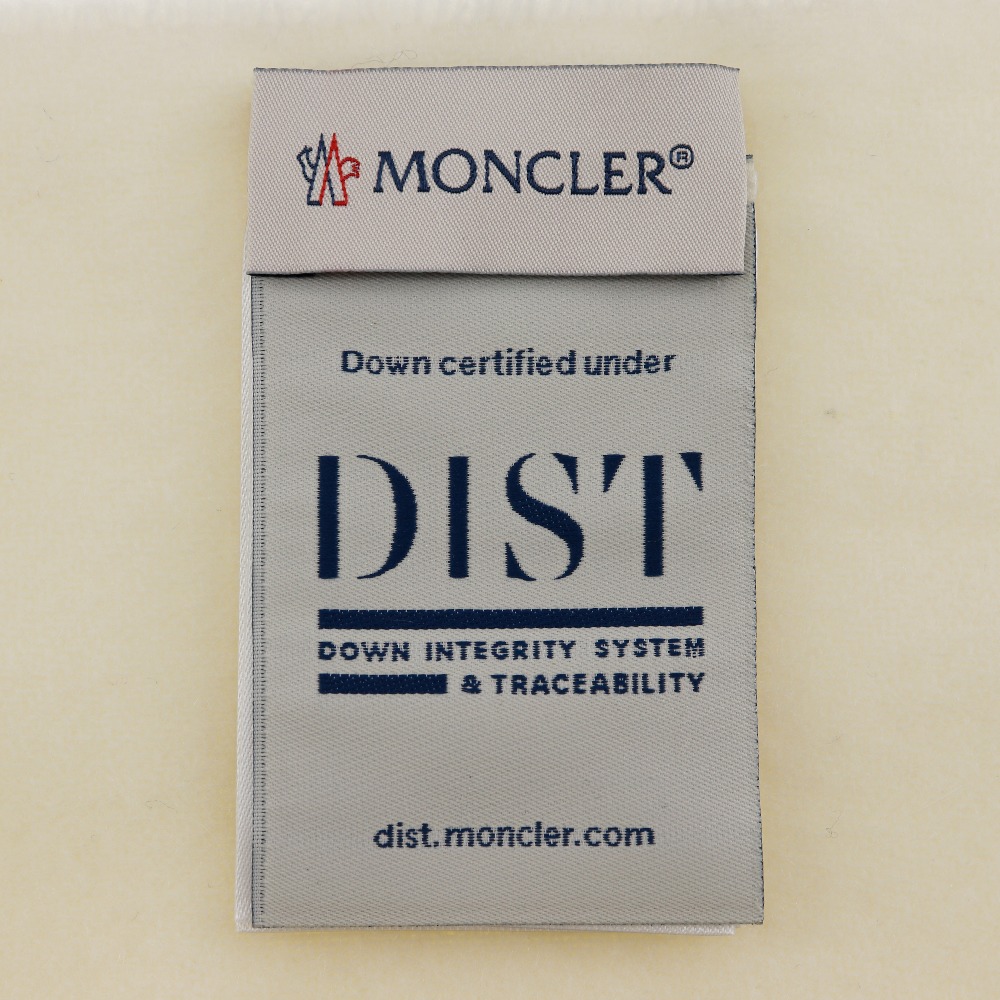 MONCLER®
Down certified under
DIST
DOWN INTEGRITY SYSTEM
& TRACEABILITY
dist.moncler.com